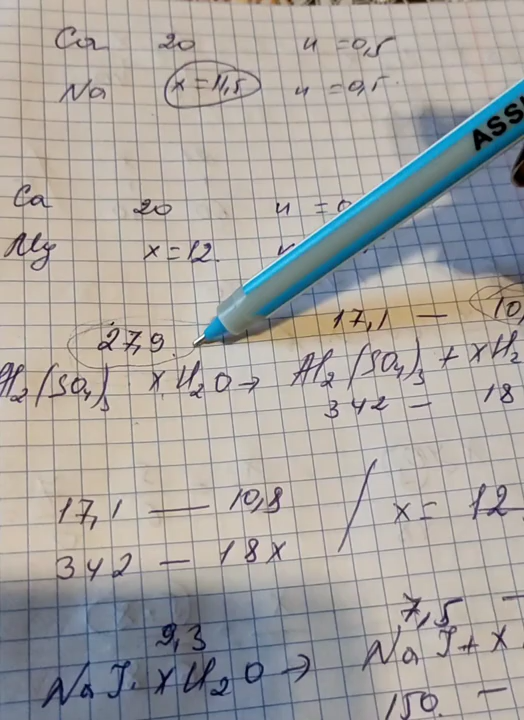 Ca 20 n = 0,5
Na x = 11,5 n = 0,5
ASS
Ca 20 n = 0
Mg x = 12
27,9 17,1 — 10,
Al₂(SO₄)₃ · xH₂O → Al₂(SO₄)₃ + xH₂
342 — 18
17,1 — 10,8 / x = 12
342 — 18x
9,3 7,5 —
NaJ · xH₂O → NaJ + x
150 —